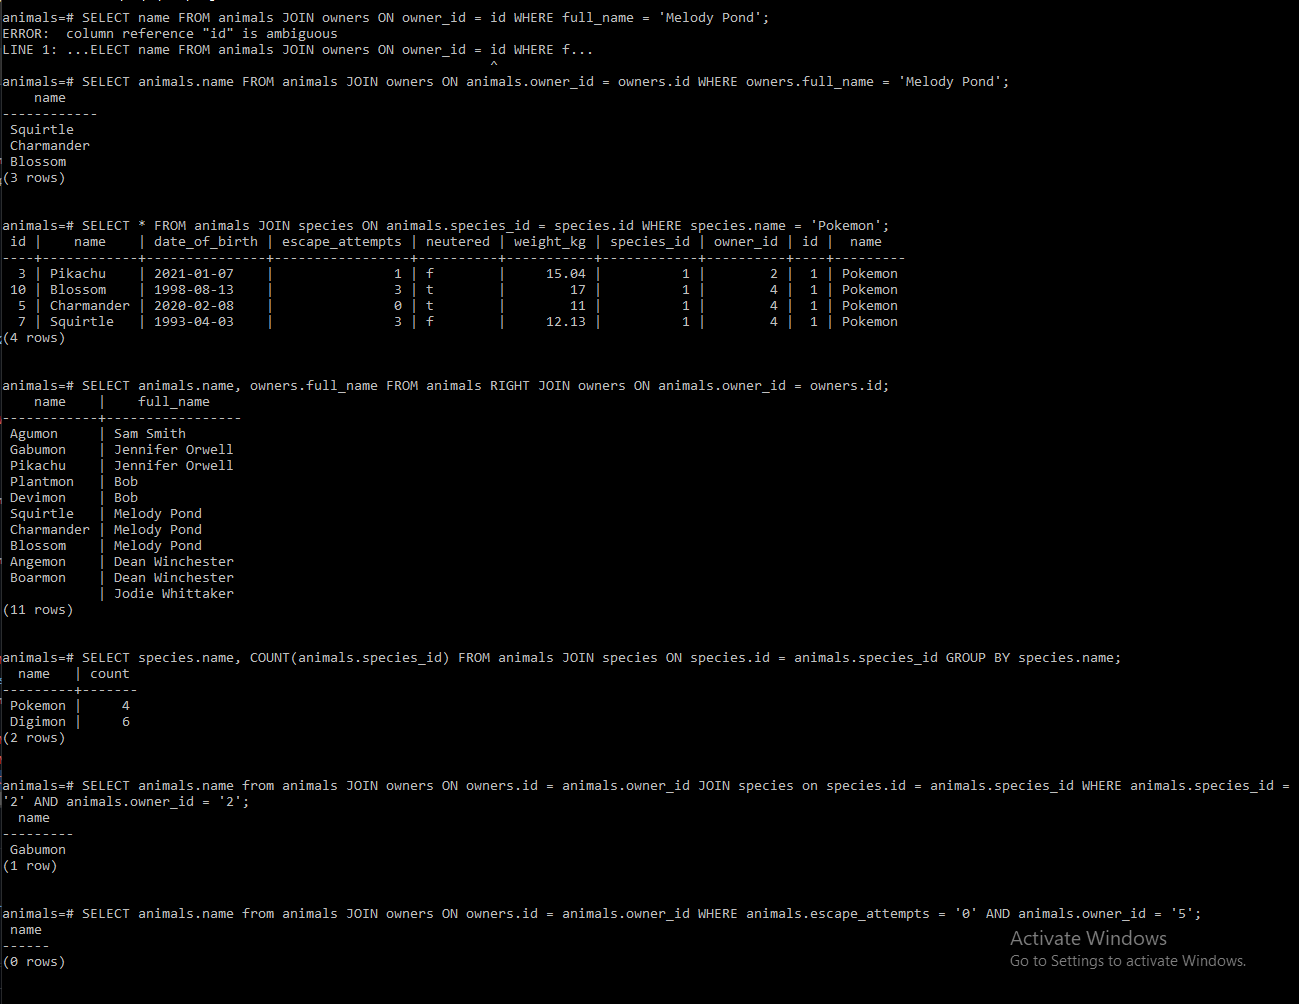 animals=# SELECT name FROM animals JOIN owners ON owner_id = id WHERE full_name = 'Melody Pond';
ERROR:  column reference "id" is ambiguous
LINE 1: ...ELECT name FROM animals JOIN owners ON owner_id = id WHERE f...
                                                             ^
animals=# SELECT animals.name FROM animals JOIN owners ON animals.owner_id = owners.id WHERE owners.full_name = 'Melody Pond';
    name
------------
 Squirtle
 Charmander
 Blossom
(3 rows)
animals=# SELECT * FROM animals JOIN species ON animals.species_id = species.id WHERE species.name = 'Pokemon';
 id |    name    | date_of_birth | escape_attempts | neutered | weight_kg | species_id | owner_id | id |  name
----+------------+---------------+-----------------+----------+-----------+------------+----------+----+---------
  3 | Pikachu    | 2021-01-07    |               1 | f        |     15.04 |          1 |        2 |  1 | Pokemon
 10 | Blossom    | 1998-08-13    |               3 | t        |        17 |          1 |        4 |  1 | Pokemon
  5 | Charmander | 2020-02-08    |               0 | t        |        11 |          1 |        4 |  1 | Pokemon
  7 | Squirtle   | 1993-04-03    |               3 | f        |     12.13 |          1 |        4 |  1 | Pokemon
(4 rows)
animals=# SELECT animals.name, owners.full_name FROM animals RIGHT JOIN owners ON animals.owner_id = owners.id;
    name    |    full_name
------------+-----------------
 Agumon     | Sam Smith
 Gabumon    | Jennifer Orwell
 Pikachu    | Jennifer Orwell
 Plantmon   | Bob
 Devimon    | Bob
 Squirtle   | Melody Pond
 Charmander | Melody Pond
 Blossom    | Melody Pond
 Angemon    | Dean Winchester
 Boarmon    | Dean Winchester
            | Jodie Whittaker
(11 rows)
animals=# SELECT species.name, COUNT(animals.species_id) FROM animals JOIN species ON species.id = animals.species_id GROUP BY species.name;
  name   | count
---------+-------
 Pokemon |     4
 Digimon |     6
(2 rows)
animals=# SELECT animals.name from animals JOIN owners ON owners.id = animals.owner_id JOIN species on species.id = animals.species_id WHERE animals.species_id =
'2' AND animals.owner_id = '2';
  name
---------
 Gabumon
(1 row)
animals=# SELECT animals.name from animals JOIN owners ON owners.id = animals.owner_id WHERE animals.escape_attempts = '0' AND animals.owner_id = '5';
 name
------
(0 rows)
Activate Windows
Go to Settings to activate Windows.